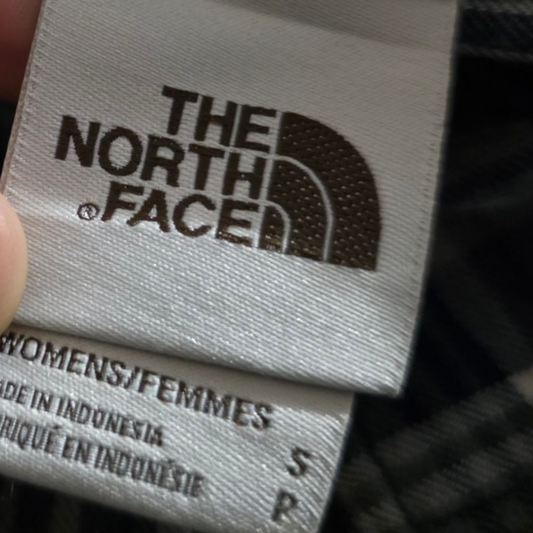 THE
NORTH
®FACE
WOMENS/FEMMES
ADE IN INDONESIA
RIQUÉ EN INDONÉSIE
S
P